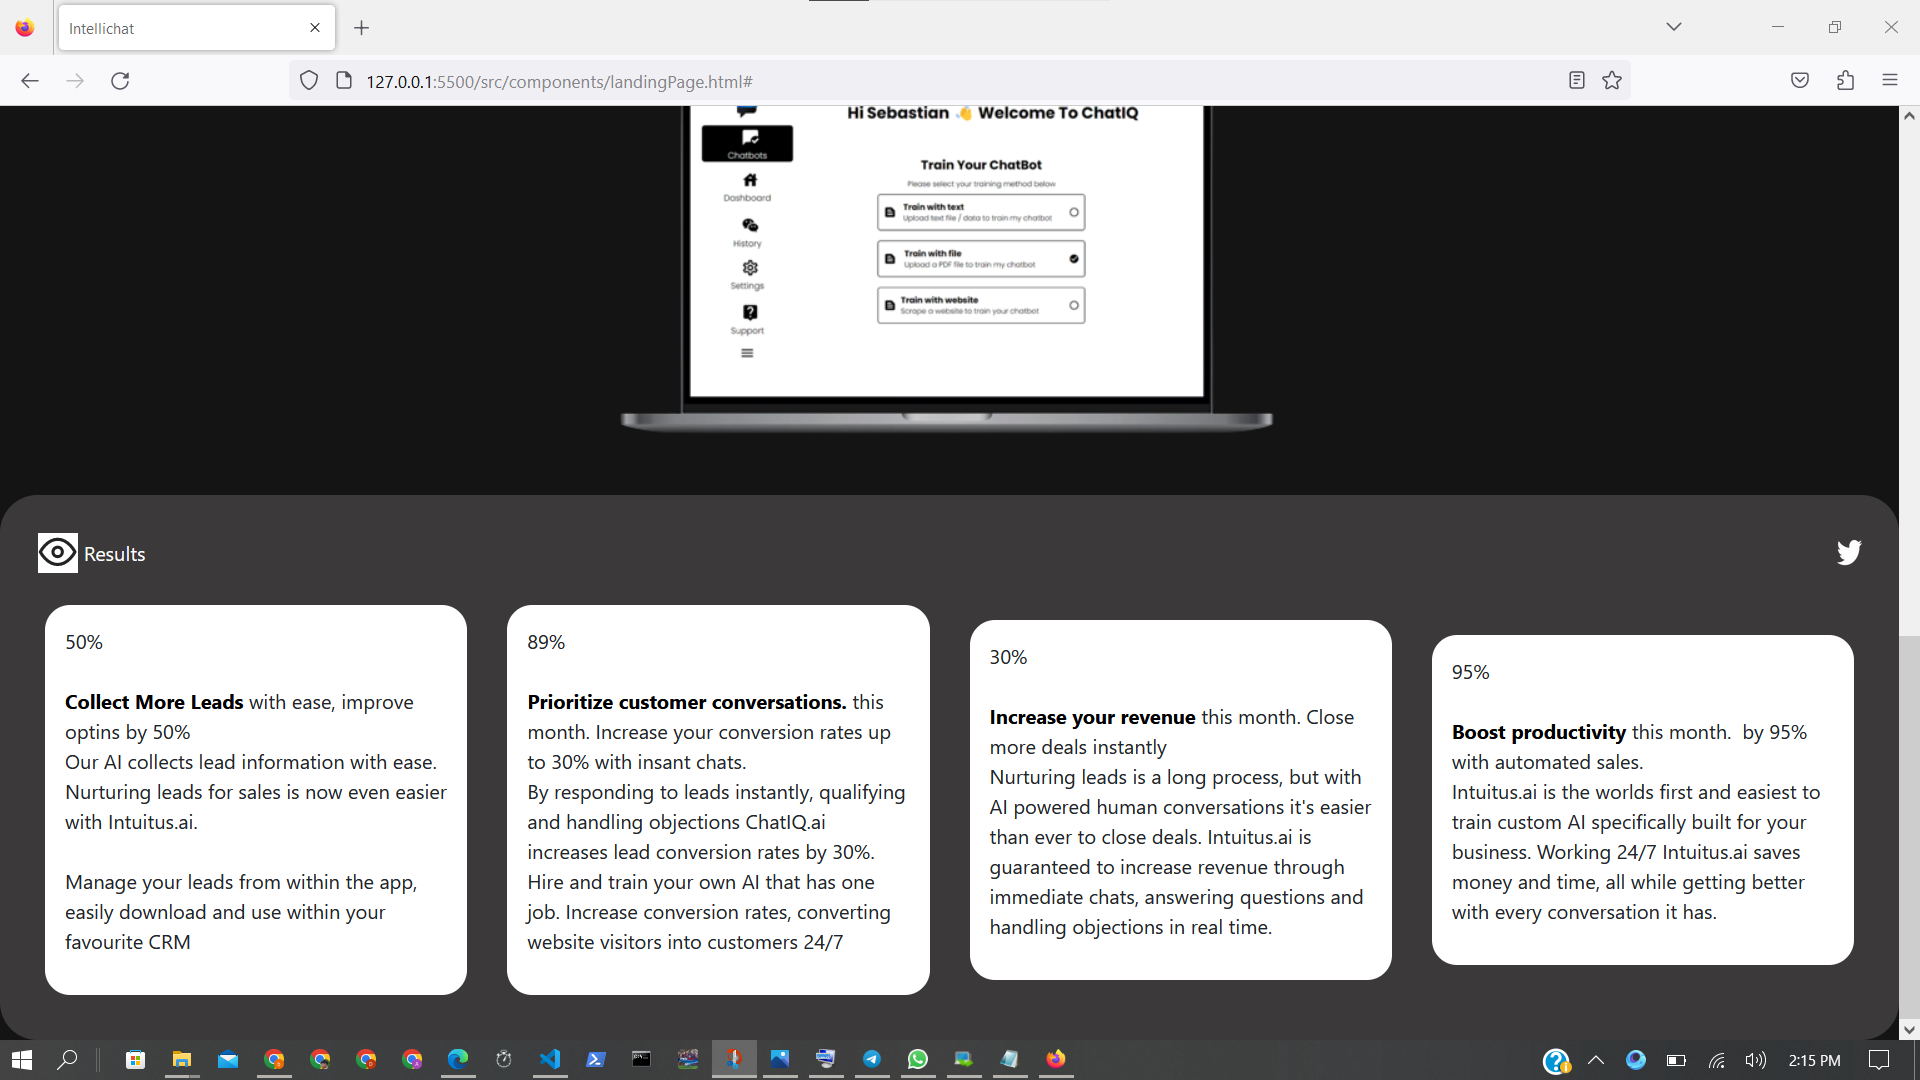 Intellichat
127.0.0.1:5500/src/components/landingPage.html#
Hi Sebastian 👋 Welcome To ChatIQ
Chatbots
Dashboard
History
Settings
Support
Train Your ChatBot
Please select your training method below
Train with text
Upload text file / data to train my chatbot
Train with file
Upload a PDF file to train my chatbot
Train with website
Scrape a website to train your chatbot
Results
50%
Collect More Leads with ease, improve
optins by 50%
Our AI collects lead information with ease.
Nurturing leads for sales is now even easier
with Intuitus.ai.
Manage your leads from within the app,
easily download and use within your
favourite CRM
89%
Prioritize customer conversations. this
month. Increase your conversion rates up
to 30% with insant chats.
By responding to leads instantly, qualifying
and handling objections ChatIQ.ai
increases lead conversion rates by 30%.
Hire and train your own AI that has one
job. Increase conversion rates, converting
website visitors into customers 24/7
30%
Increase your revenue this month. Close
more deals instantly
Nurturing leads is a long process, but with
AI powered human conversations it's easier
than ever to close deals. Intuitus.ai is
guaranteed to increase revenue through
immediate chats, answering questions and
handling objections in real time.
95%
Boost productivity this month.  by 95%
with automated sales.
Intuitus.ai is the worlds first and easiest to
train custom AI specifically built for your
business. Working 24/7 Intuitus.ai saves
money and time, all while getting better
with every conversation it has.
2:15 PM